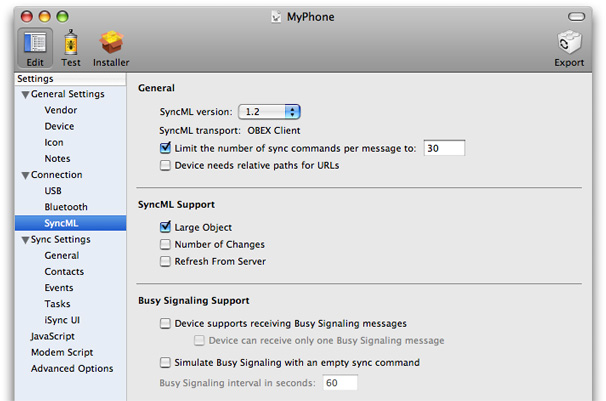 MyPhone
Edit Test Installer Export
Settings
General Settings
Vendor
Device
Icon
Notes
Connection
USB
Bluetooth
SyncML
Sync Settings
General
Contacts
Events
Tasks
iSync UI
JavaScript
Modem Script
Advanced Options
General
SyncML version: 1.2
SyncML transport: OBEX Client
Limit the number of sync commands per message to: 30
Device needs relative paths for URLs
SyncML Support
Large Object
Number of Changes
Refresh From Server
Busy Signaling Support
Device supports receiving Busy Signaling messages
Device can receive only one Busy Signaling message
Simulate Busy Signaling with an empty sync command
Busy Signaling interval in seconds: 60